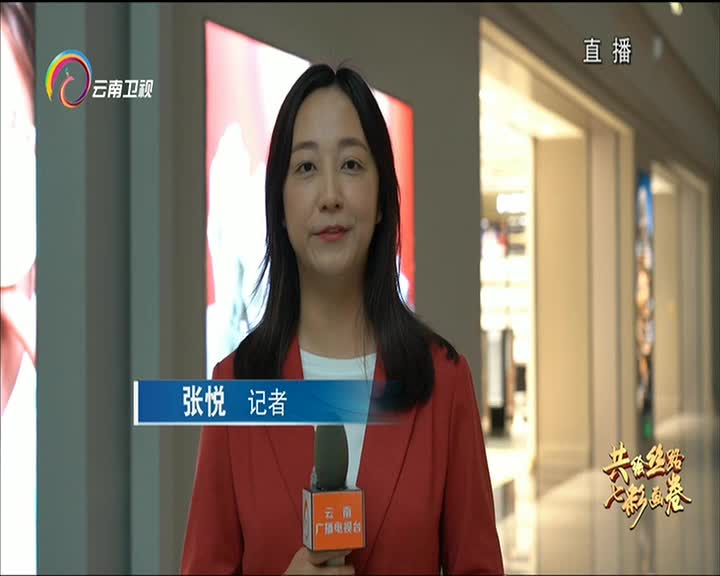 云南卫视
直播
张悦 记者
云南
广播电视台
共绘丝路
七彩画卷